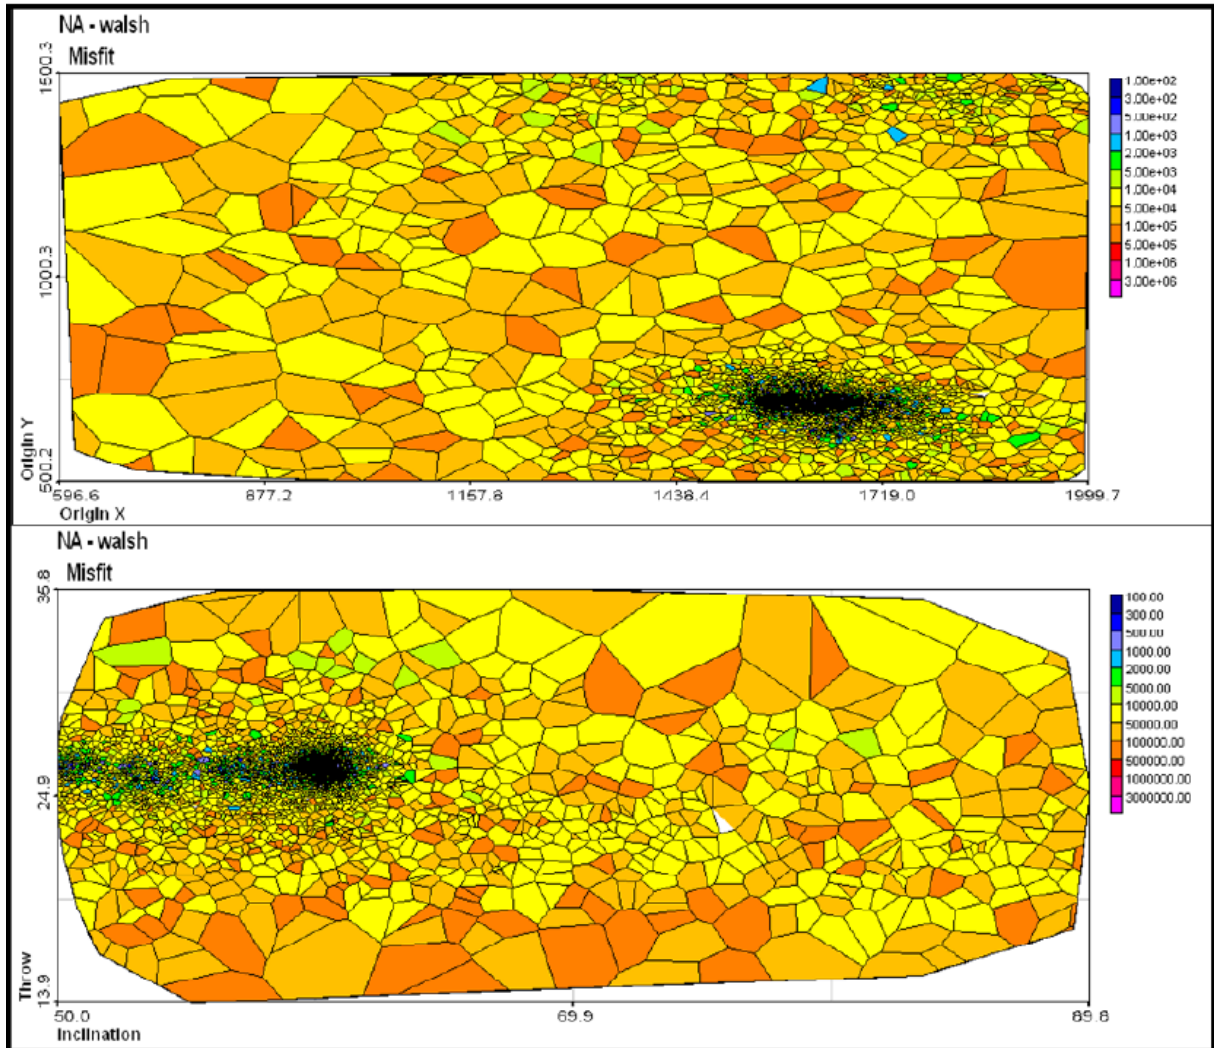 NA - walsh
Misfit
1500.3
1000.3
500.2
Origin Y
596.6 877.2 1157.8 1438.4 1719.0 1999.7
Origin X
1.00e+02
3.00e+02
5.00e+02
1.00e+03
2.00e+03
5.00e+03
1.00e+04
5.00e+04
1.00e+05
5.00e+05
1.00e+06
3.00e+06
NA - walsh
Misfit
35.8
24.9
13.9
Throw
50.0 69.9 89.8
Inclination
100.00
300.00
500.00
1000.00
2000.00
5000.00
10000.00
50000.00
100000.00
500000.00
1000000.00
3000000.00